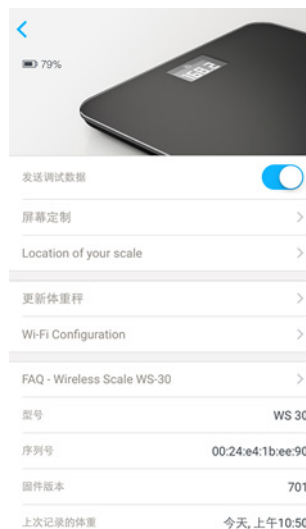 79%
发送调试数据
屏幕定制
Location of your scale
更新体重秤
Wi-Fi Configuration
FAQ - Wireless Scale WS-30
型号 WS 30
序列号 00:24:e4:1b:ee:90
固件版本 701
上次记录的体重 今天, 上午10:53